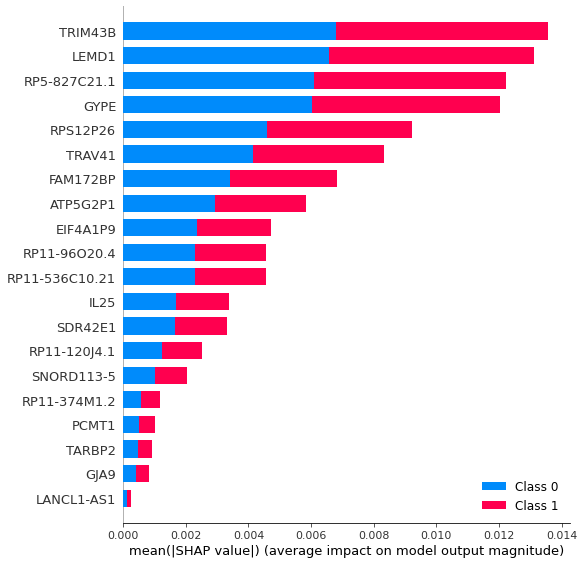 TRIM43B
LEMD1
RP5-827C21.1
GYPE
RPS12P26
TRAV41
FAM172BP
ATP5G2P1
EIF4A1P9
RP11-96O20.4
RP11-536C10.21
IL25
SDR42E1
RP11-120J4.1
SNORD113-5
RP11-374M1.2
PCMT1
TARBP2
GJA9
LANCL1-AS1
Class 0
Class 1
0.000 0.002 0.004 0.006 0.008 0.010 0.012 0.014
mean(|SHAP value|) (average impact on model output magnitude)